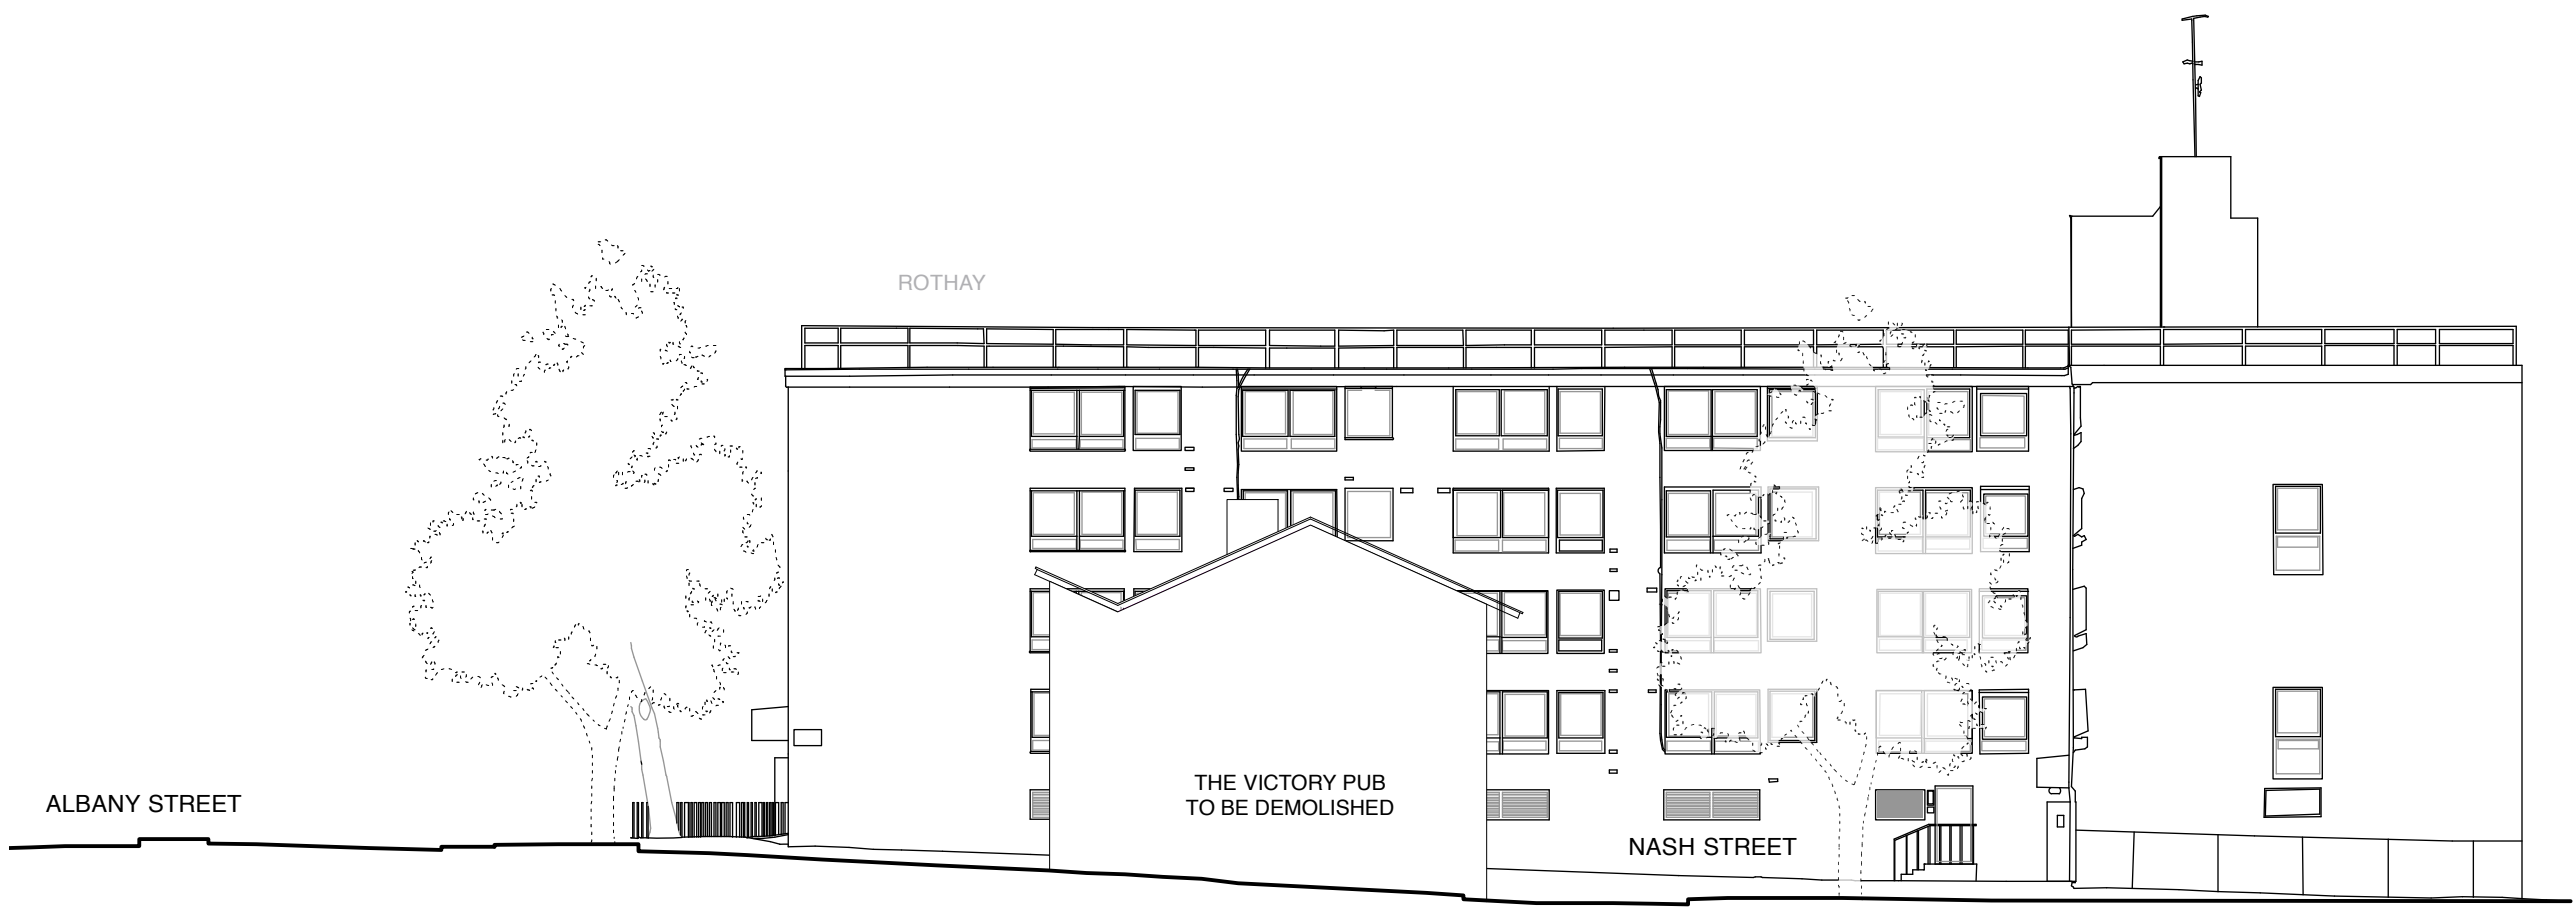 ROTHAY
ALBANY STREET
THE VICTORY PUB
TO BE DEMOLISHED
NASH STREET